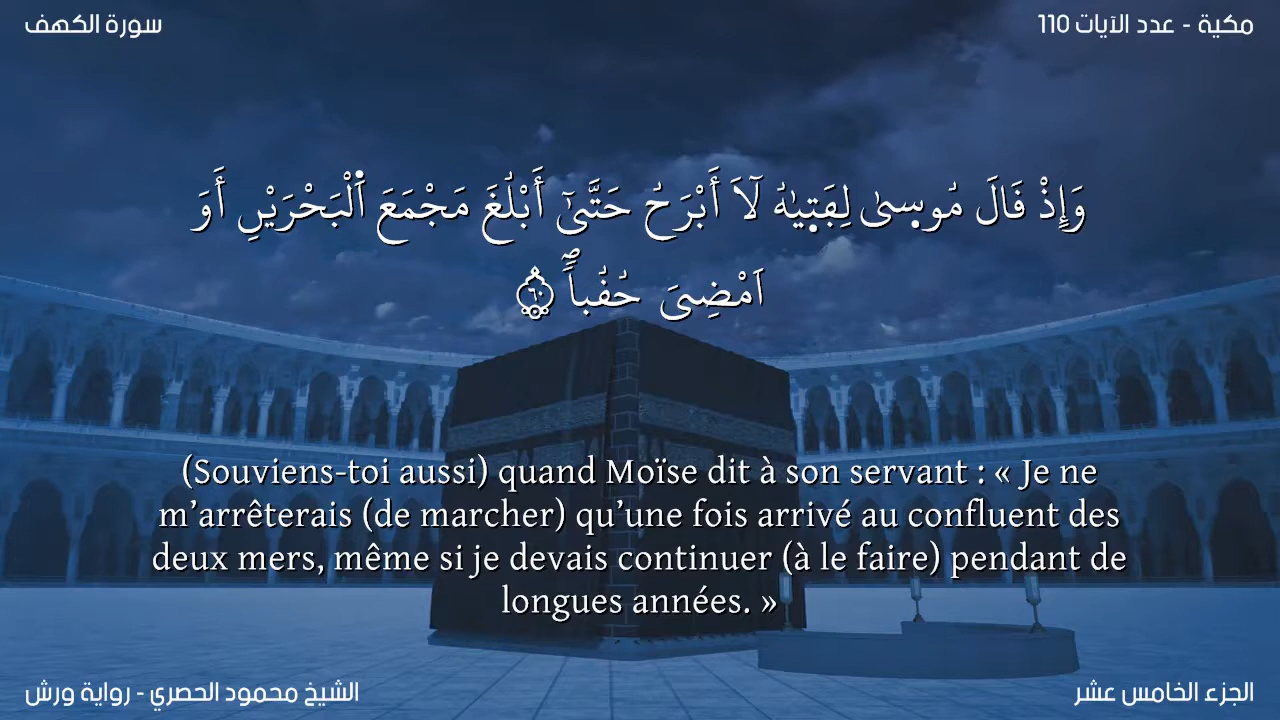 سورة الكهف
مكية - عدد الآيات 110
وَإِذْ قَالَ مُوسىٰ لِفَتِيٰهُ لَآ أَبْرَحُ حَتَّىٰٓ أَبْلُغَ مَجْمَعَ اَ۬لْبَحْرَيْنِ أَوَ
اَمْضِىَ حُقُباٗۖ ٦٠
(Souviens-toi aussi) quand Moïse dit à son servant : « Je ne
m’arrêterais (de marcher) qu’une fois arrivé au confluent des
deux mers, même si je devais continuer (à le faire) pendant de
longues années. »
الشيخ محمود الحصري - رواية ورش
الجزء الخامس عشر